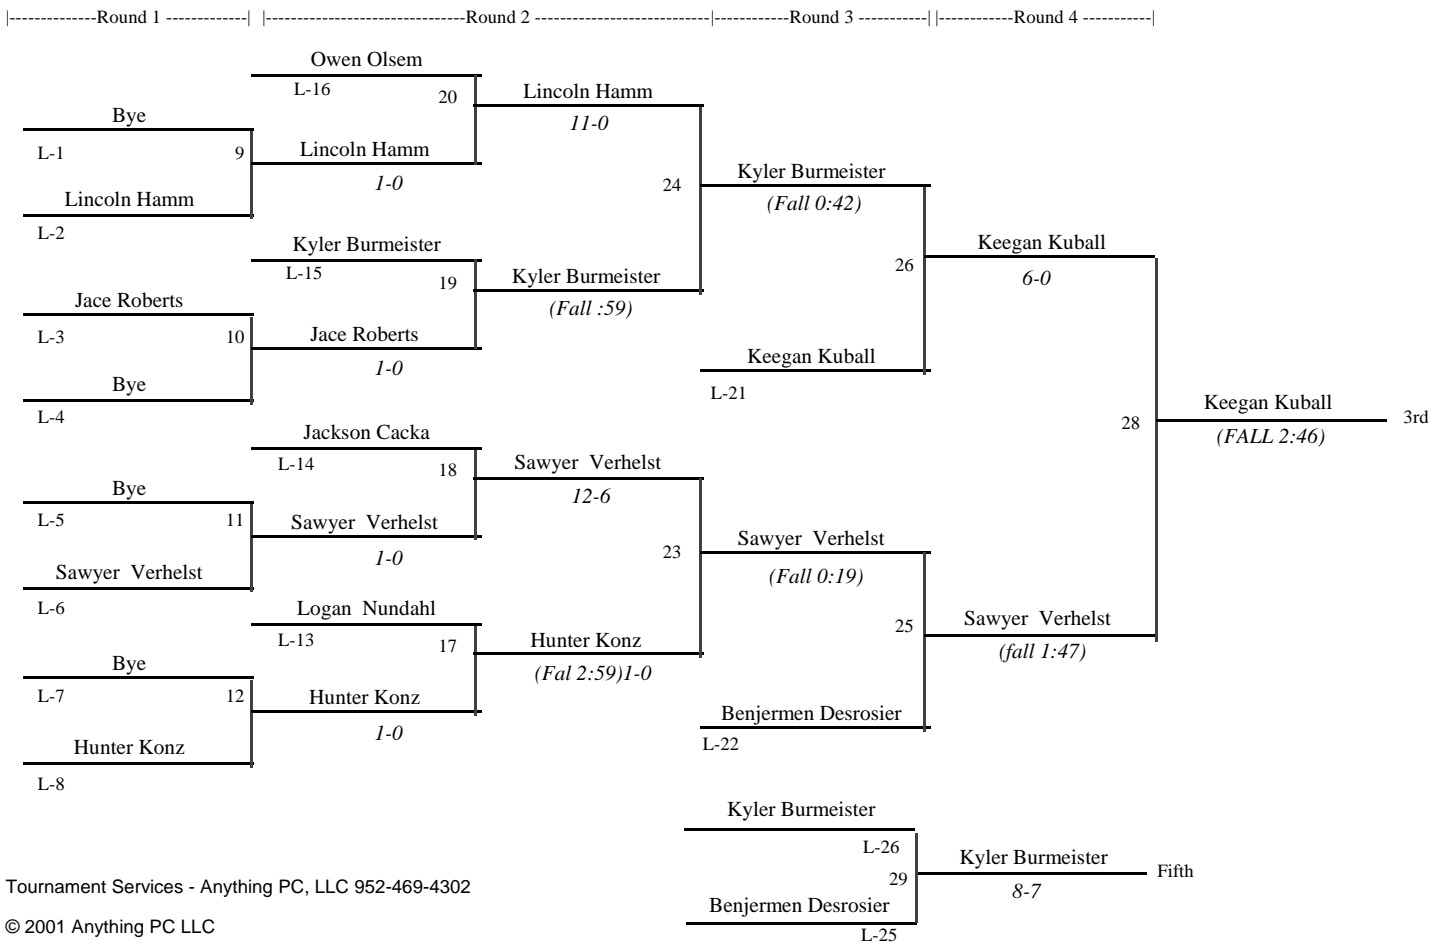 |--------------Round 1 --------------| |-------------------------------Round 2 ---------------------------|-------------Round 3 -----------| |------------Round 4 -----------|
Owen Olsem
L-16
20
Lincoln Hamm
11-0
Bye
L-1
9
Lincoln Hamm
1-0
Lincoln Hamm
L-2
24
Kyler Burmeister
(Fall 0:42)
Kyler Burmeister
L-15
19
Kyler Burmeister
(Fall :59)
Jace Roberts
L-3
10
Jace Roberts
1-0
Bye
L-4
26
Keegan Kuball
6-0
Keegan Kuball
L-21
28
Keegan Kuball
(FALL 2:46)
3rd
Jackson Cacka
L-14
18
Sawyer Verhelst
12-6
Bye
L-5
11
Sawyer Verhelst
1-0
Sawyer Verhelst
L-6
23
Sawyer Verhelst
(Fall 0:19)
Logan Nundahl
L-13
17
Hunter Konz
(Fal 2:59)1-0
Bye
L-7
12
Hunter Konz
1-0
Hunter Konz
L-8
25
Sawyer Verhelst
(fall 1:47)
Benjermen Desrosier
L-22
Kyler Burmeister
L-26
29
Kyler Burmeister
8-7
Fifth
Benjermen Desrosier
L-25
Tournament Services - Anything PC, LLC 952-469-4302
© 2001 Anything PC LLC